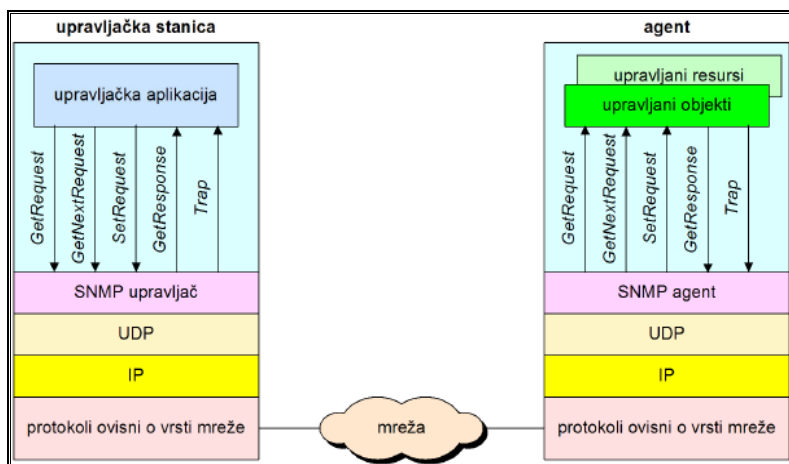 upravljačka stanica
upravljačka aplikacija
GetRequest
GetNextRequest
SetRequest
GetResponse
Trap
SNMP upravljač
UDP
IP
protokoli ovisni o vrsti mreže
mreža
agent
upravljani resursi
upravljani objekti
GetRequest
GetNextRequest
SetRequest
GetResponse
Trap
SNMP agent
UDP
IP
protokoli ovisni o vrsti mreže